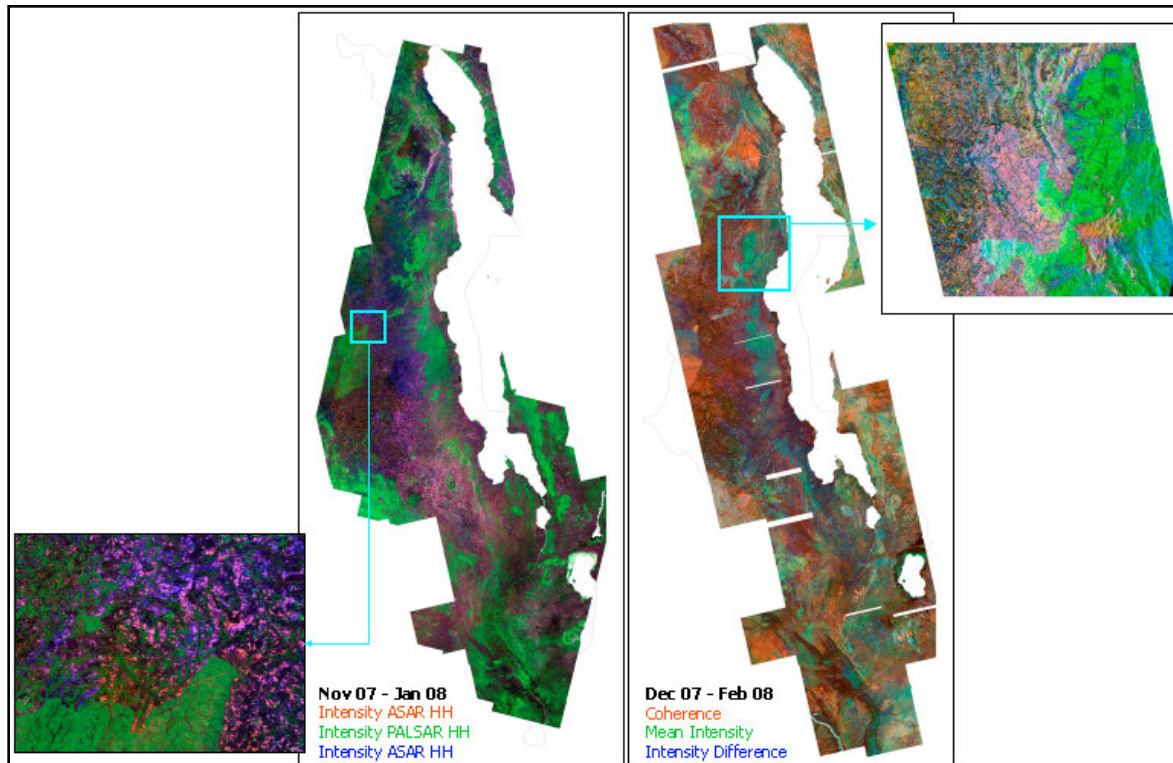 Nov 07 - Jan 08
Intensity ASAR HH
Intensity PALSAR HH
Intensity ASAR HH
Dec 07 - Feb 08
Coherence
Mean Intensity
Intensity Difference